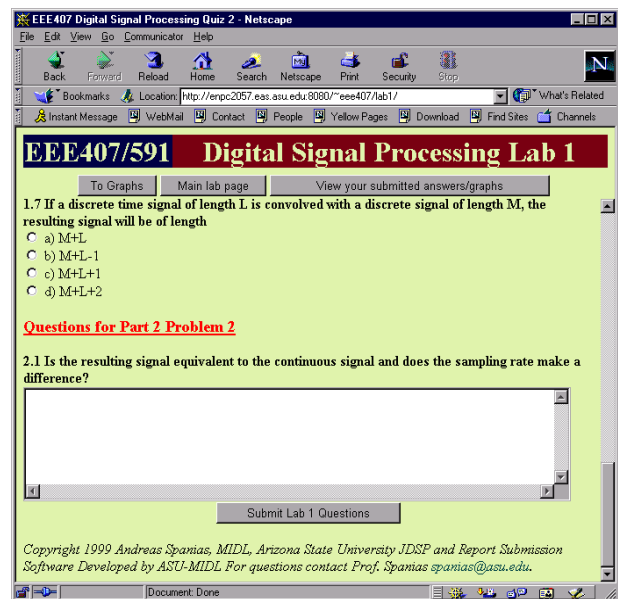 EEE407 Digital Signal Processing Quiz 2 - Netscape
File Edit View Go Communicator Help
Back Forward Reload Home Search Netscape Print Security Stop
N
Bookmarks Location: http://enpc2057.eas.asu.edu:8080/~eee407/lab1/ What's Related
Instant Message WebMail Contact People Yellow Pages Download Find Sites Channels
EEE407/591 Digital Signal Processing Lab 1
To Graphs Main lab page View your submitted answers/graphs
1.7 If a discrete time signal of length L is convolved with a discrete signal of length M, the
resulting signal will be of length
a) M+L
b) M+L-1
c) M+L+1
d) M+L+2
Questions for Part 2 Problem 2
2.1 Is the resulting signal equivalent to the continuous signal and does the sampling rate make a
difference?
Submit Lab 1 Questions
Copyright 1999 Andreas Spanias, MIDL, Arizona State University JDSP and Report Submission
Software Developed by ASU-MIDL For questions contact Prof. Spanias spanias@asu.edu.
Document: Done